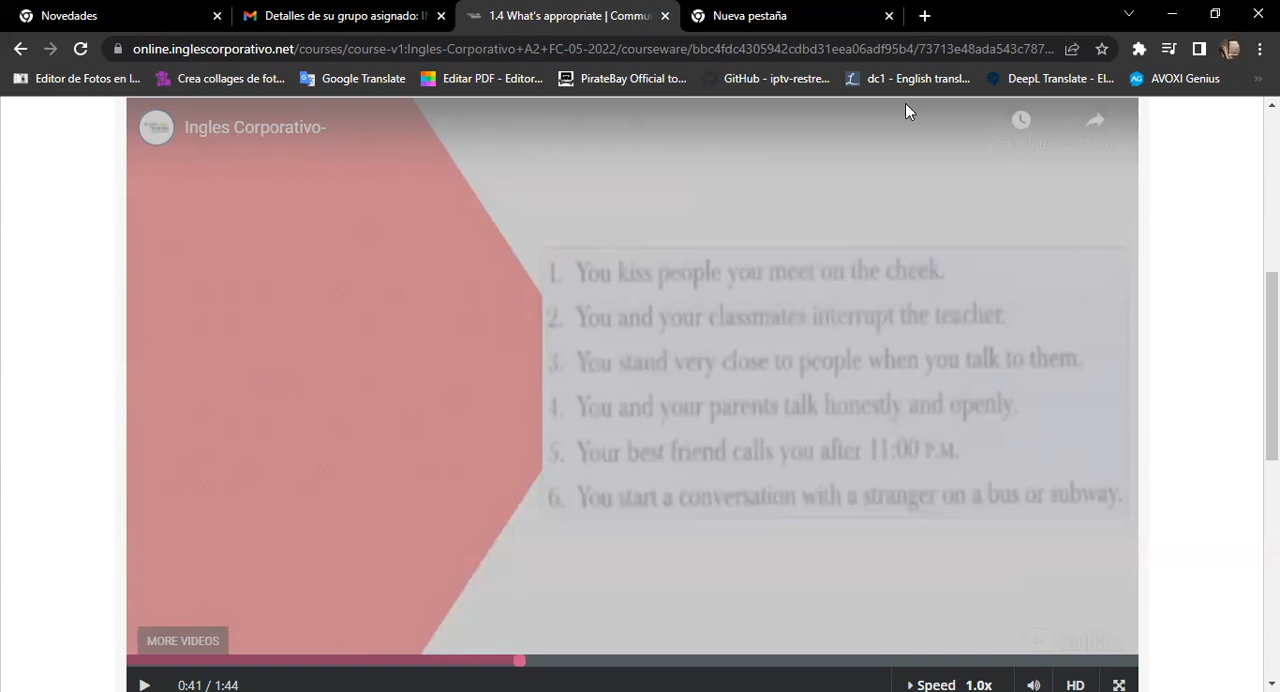 Novedades
Detalles de su grupo asignado: I
1.4 What's appropriate | Commu
Nueva pestaña
online.inglescorporativo.net/courses/course-v1:Ingles-Corporativo+A2+FC-05-2022/courseware/bbc4fdc4305942cdbd31eea06adf95b4/73713e48ada543c787...
Editor de Fotos en l...
Crea collages de fot...
Google Translate
Editar PDF - Editor...
PirateBay Official to...
GitHub - iptv-restre...
dc1 - English transl...
DeepL Translate - El...
AVOXI Genius
»
Ingles Corporativo-
Watch later
Share
1. You kiss people you meet on the cheek.
2. You and your classmates interrupt the teacher.
3. You stand very close to people when you talk to them.
4. You and your parents talk honestly and openly.
5. Your best friend calls you after 11:00 P.M.
6. You start a conversation with a stranger on a bus or subway.
MORE VIDEOS
YouTube
0:41 / 1:44
Speed 1.0x
HD